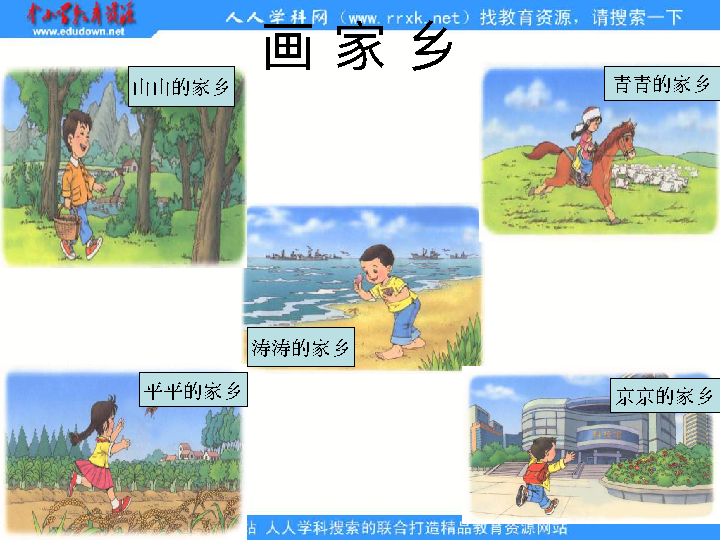 中小学教育资源
www.edudown.net
人人学科网（www.rrxk.net）找教育资源，请搜索一下
画 家 乡
山山的家乡
青青的家乡
涛涛的家乡
平平的家乡
京京的家乡
站 人人学科搜索的联合打造精品教育资源网站